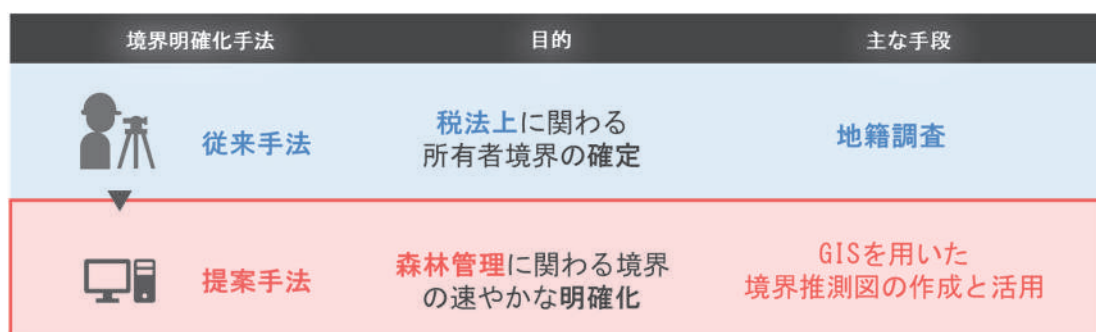 境界明確化手法 目的 主な手段
従来手法 税法上に関わる
所有者境界の確定 地籍調査
提案手法 森林管理に関わる境界
の速やかな明確化 GISを用いた
境界推測図の作成と活用